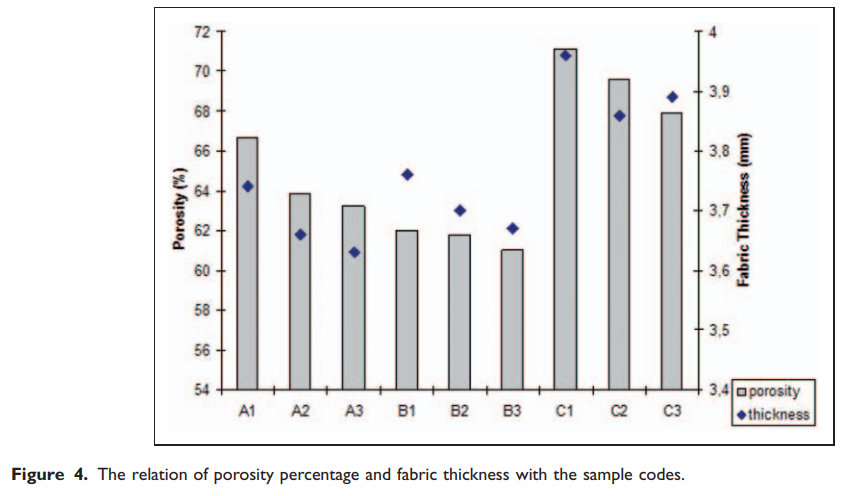 72
70
68
66
64
62
60
58
56
54
Porosity (%)
4
3,9
3,8
3,7
3,6
3,5
3,4
Fabric Thickness (mm)
A1 A2 A3 B1 B2 B3 C1 C2 C3
porosity
thickness
Figure 4. The relation of porosity percentage and fabric thickness with the sample codes.